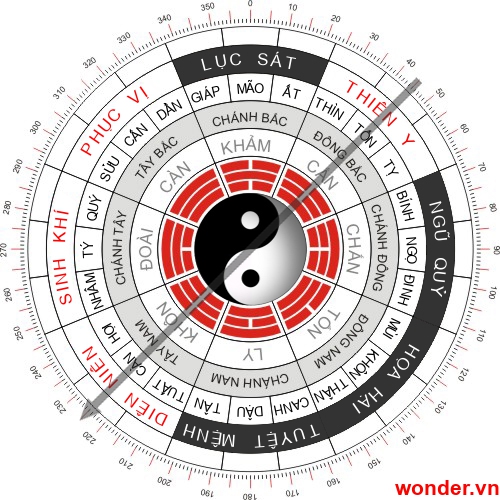 0 10 20 30 40 50 60 70 80 90 100 110 120 130 140 150 160 170 180 190 200 210 220 230 240 250 260 270 280 290 300 310 320 330 340 350
LỤC SÁT
THIÊN Y
NGŨ QUỶ
HỌA HẠI
TUYỆT MỆNH
DIÊN NIÊN
SINH KHÍ
PHỤC VỊ
GIÁP MÃO ẤT
THÌN TỐN TỴ
BÍNH NGỌ ĐINH
MÙI KHÔN THÂN
CANH DẬU TÂN
TUẤT CÀN HỢI
NHÂM TÝ QUÝ
SỬU CẤN DẦN
CHÁNH BẮC
ĐÔNG BẮC
CHÁNH ĐÔNG
ĐÔNG NAM
CHÁNH NAM
TÂY NAM
CHÁNH TÂY
TÂY BẮC
KHẢM
CẤN
CHẤN
TỐN
LY
KHÔN
ĐOÀI
CÀN
wonder.vn